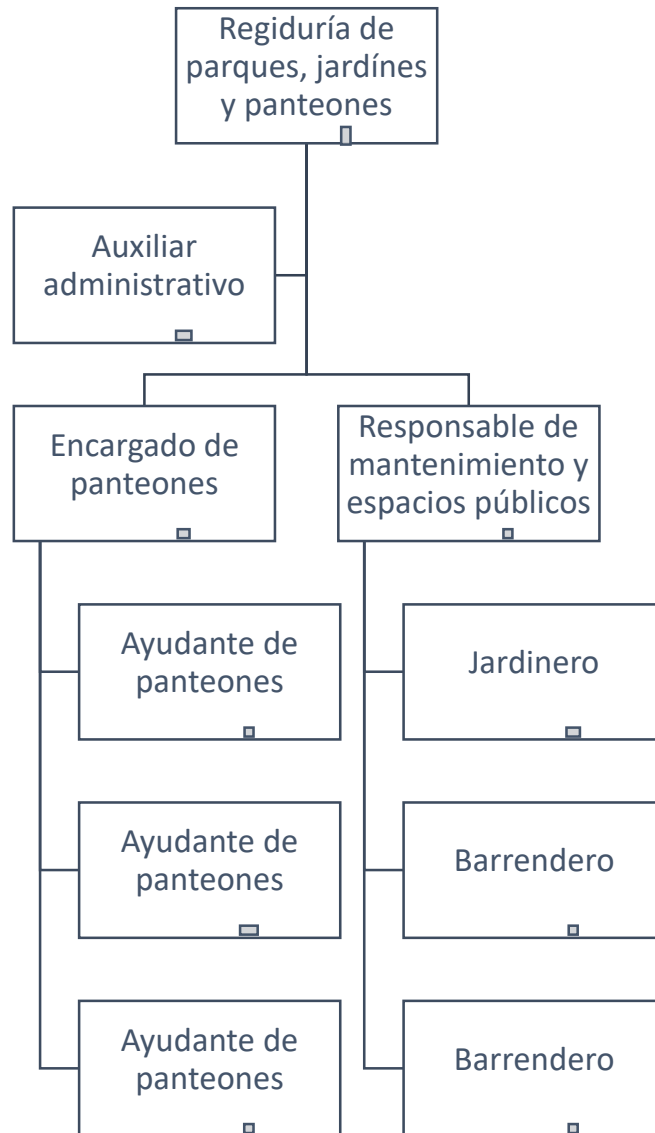 Regiduría de
parques, jardínes
y panteones
Auxiliar
administrativo
Encargado de
panteones
Responsable de
mantenimiento y
espacios públicos
Ayudante de
panteones
Jardinero
Ayudante de
panteones
Barrendero
Ayudante de
panteones
Barrendero